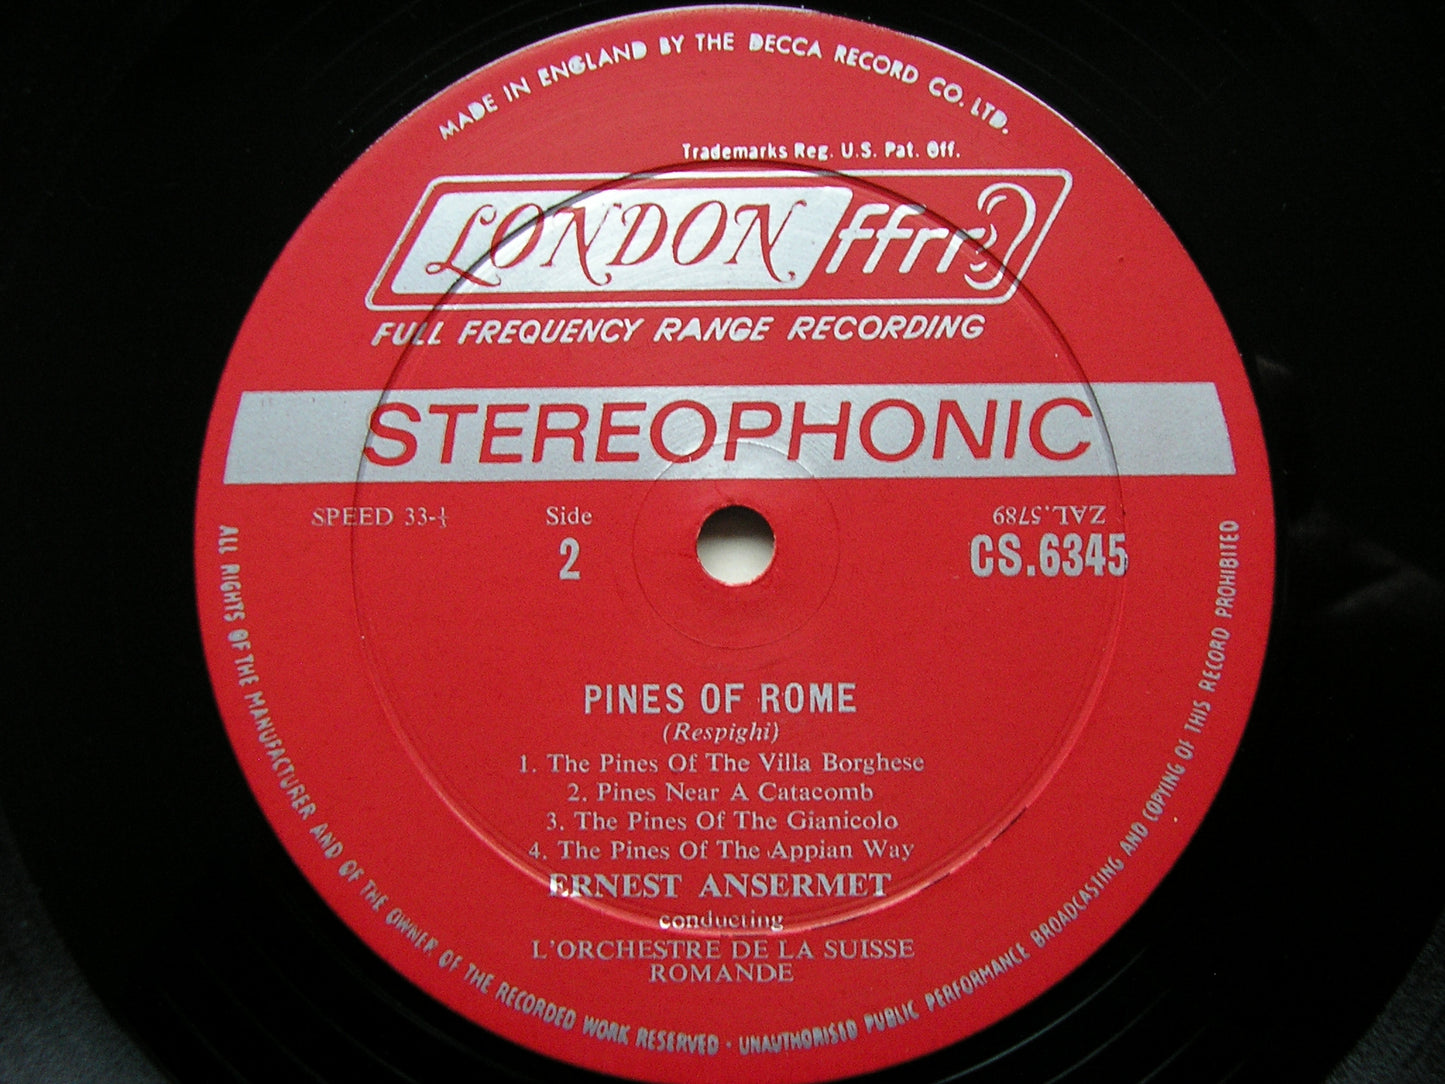 MADE IN ENGLAND BY THE DECCA RECORD CO. LTD.
Trademarks Reg. U.S. Pat. Off.
LONDON ffrr
FULL FREQUENCY RANGE RECORDING
STEREOPHONIC
SPEED 33-⅓
Side
2
ZAL.5789
CS.6345
PINES OF ROME
(Respighi)
1. The Pines Of The Villa Borghese
2. Pines Near A Catacomb
3. The Pines Of The Gianicolo
4. The Pines Of The Appian Way
ERNEST ANSERMET
conducting
L'ORCHESTRE DE LA SUISSE
ROMANDE
ALL RIGHTS OF THE MANUFACTURER AND OF THE OWNER OF THE RECORDED WORK RESERVED · UNAUTHORISED PUBLIC PERFORMANCE BROADCASTING AND COPYING OF THIS RECORD PROHIBITED